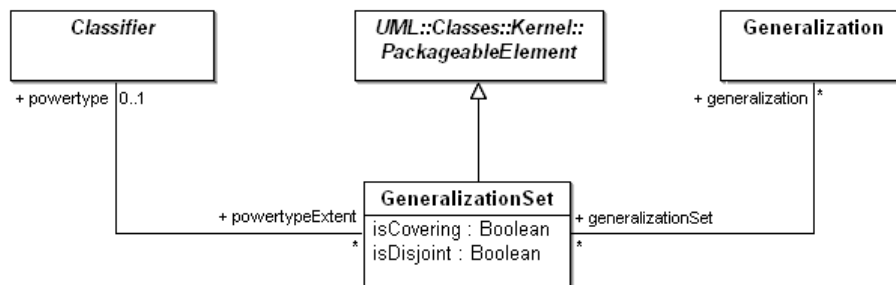 Classifier
UML::Classes::Kernel::
PackageableElement
Generalization
+ powertype
0..1
+ generalization
*
+ powertypeExtent
*
GeneralizationSet
isCovering : Boolean
isDisjoint : Boolean
+ generalizationSet
*